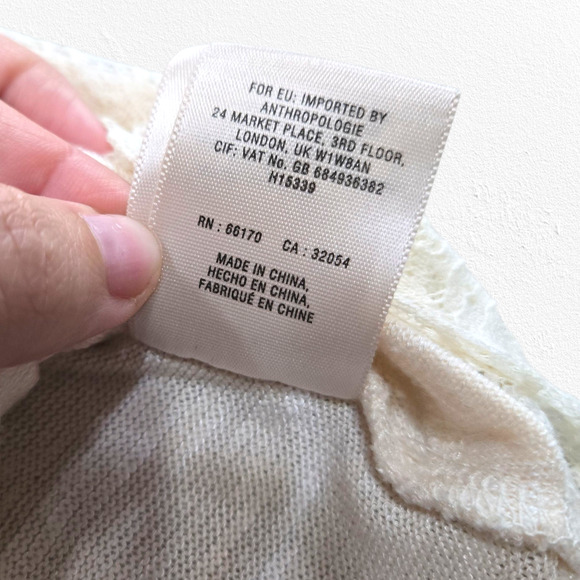 FOR EU: IMPORTED BY
ANTHROPOLOGIE
24 MARKET PLACE, 3RD FLOOR,
LONDON, UK W1W8AN
CIF: VAT No. GB 684936382
H15339
RN : 66170 CA : 32054
MADE IN CHINA,
HECHO EN CHINA,
FABRIQUÉ EN CHINE